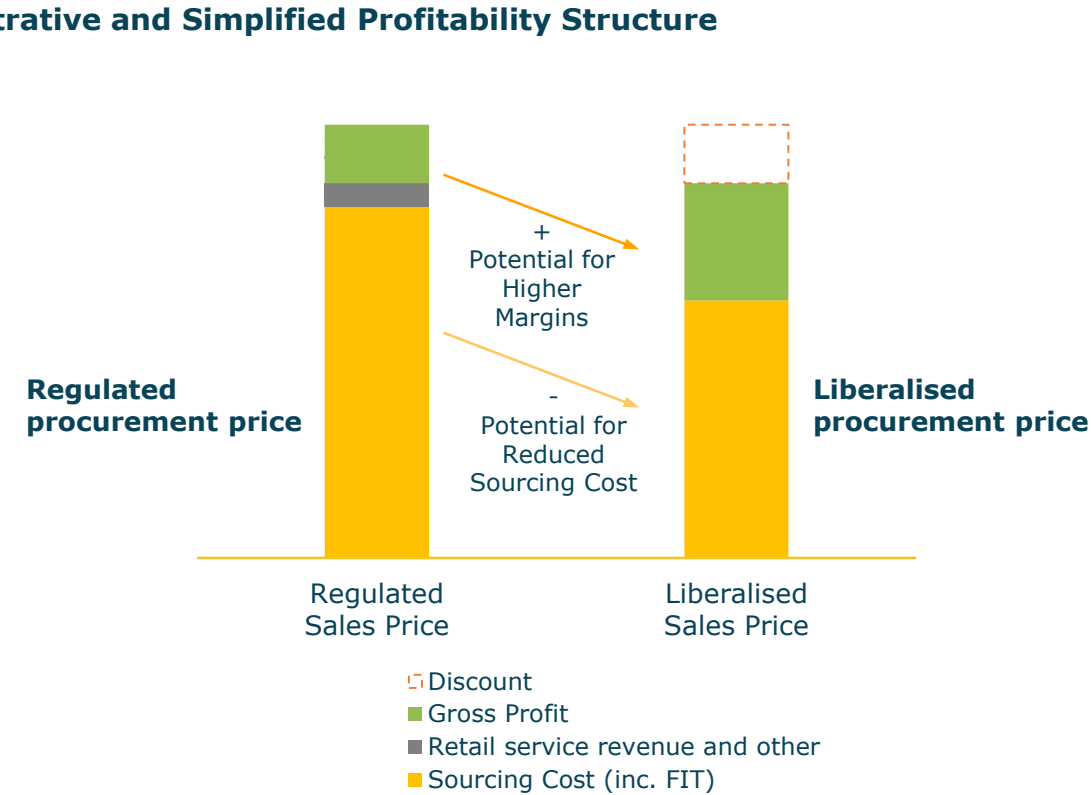 trative and Simplified Profitability Structure
+
Potential for
Higher
Margins
Regulated
procurement price
-
Potential for
Reduced
Sourcing Cost
Liberalised
procurement price
Regulated
Sales Price
Liberalised
Sales Price
Discount
Gross Profit
Retail service revenue and other
Sourcing Cost (inc. FIT)